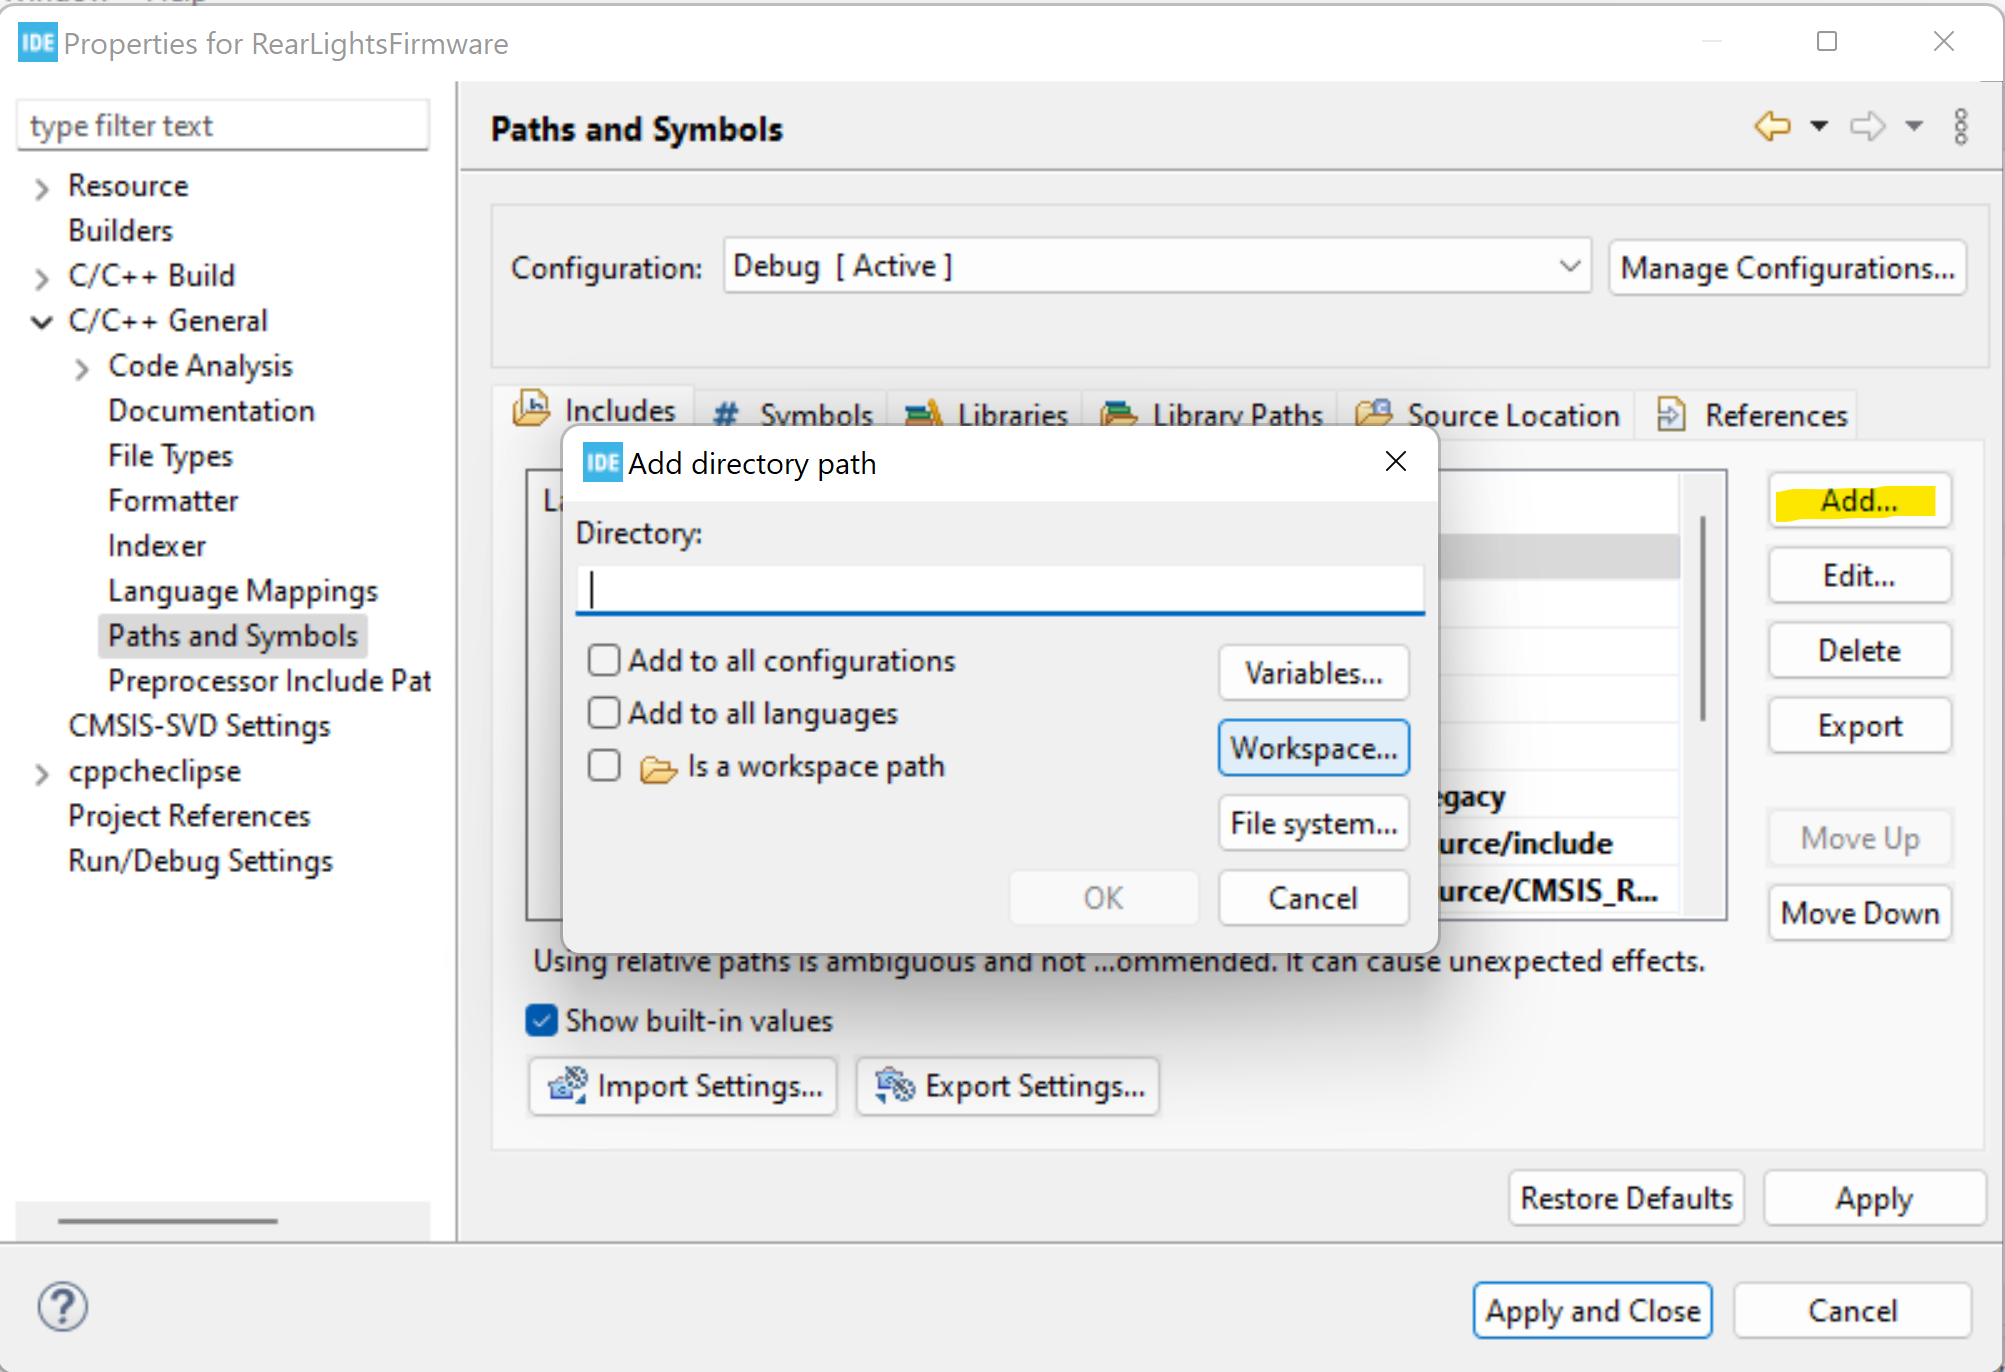 IDE Properties for RearLightsFirmware
type filter text
Resource
Builders
C/C++ Build
C/C++ General
Code Analysis
Documentation
File Types
Formatter
Indexer
Language Mappings
Paths and Symbols
Preprocessor Include Pat
CMSIS-SVD Settings
cppcheclipse
Project References
Run/Debug Settings
Paths and Symbols
Configuration: Debug [ Active ] Manage Configurations...
Includes # Symbols Libraries Library Paths Source Location References
IDE Add directory path
Directory:
Add to all configurations
Add to all languages
Is a workspace path
Variables...
Workspace...
File system...
OK Cancel
egacy
urce/include
urce/CMSIS_R...
Add...
Edit...
Delete
Export
Move Up
Move Down
Using relative paths is ambiguous and not ...ommended. It can cause unexpected effects.
Show built-in values
Import Settings... Export Settings...
Restore Defaults Apply
? Apply and Close Cancel